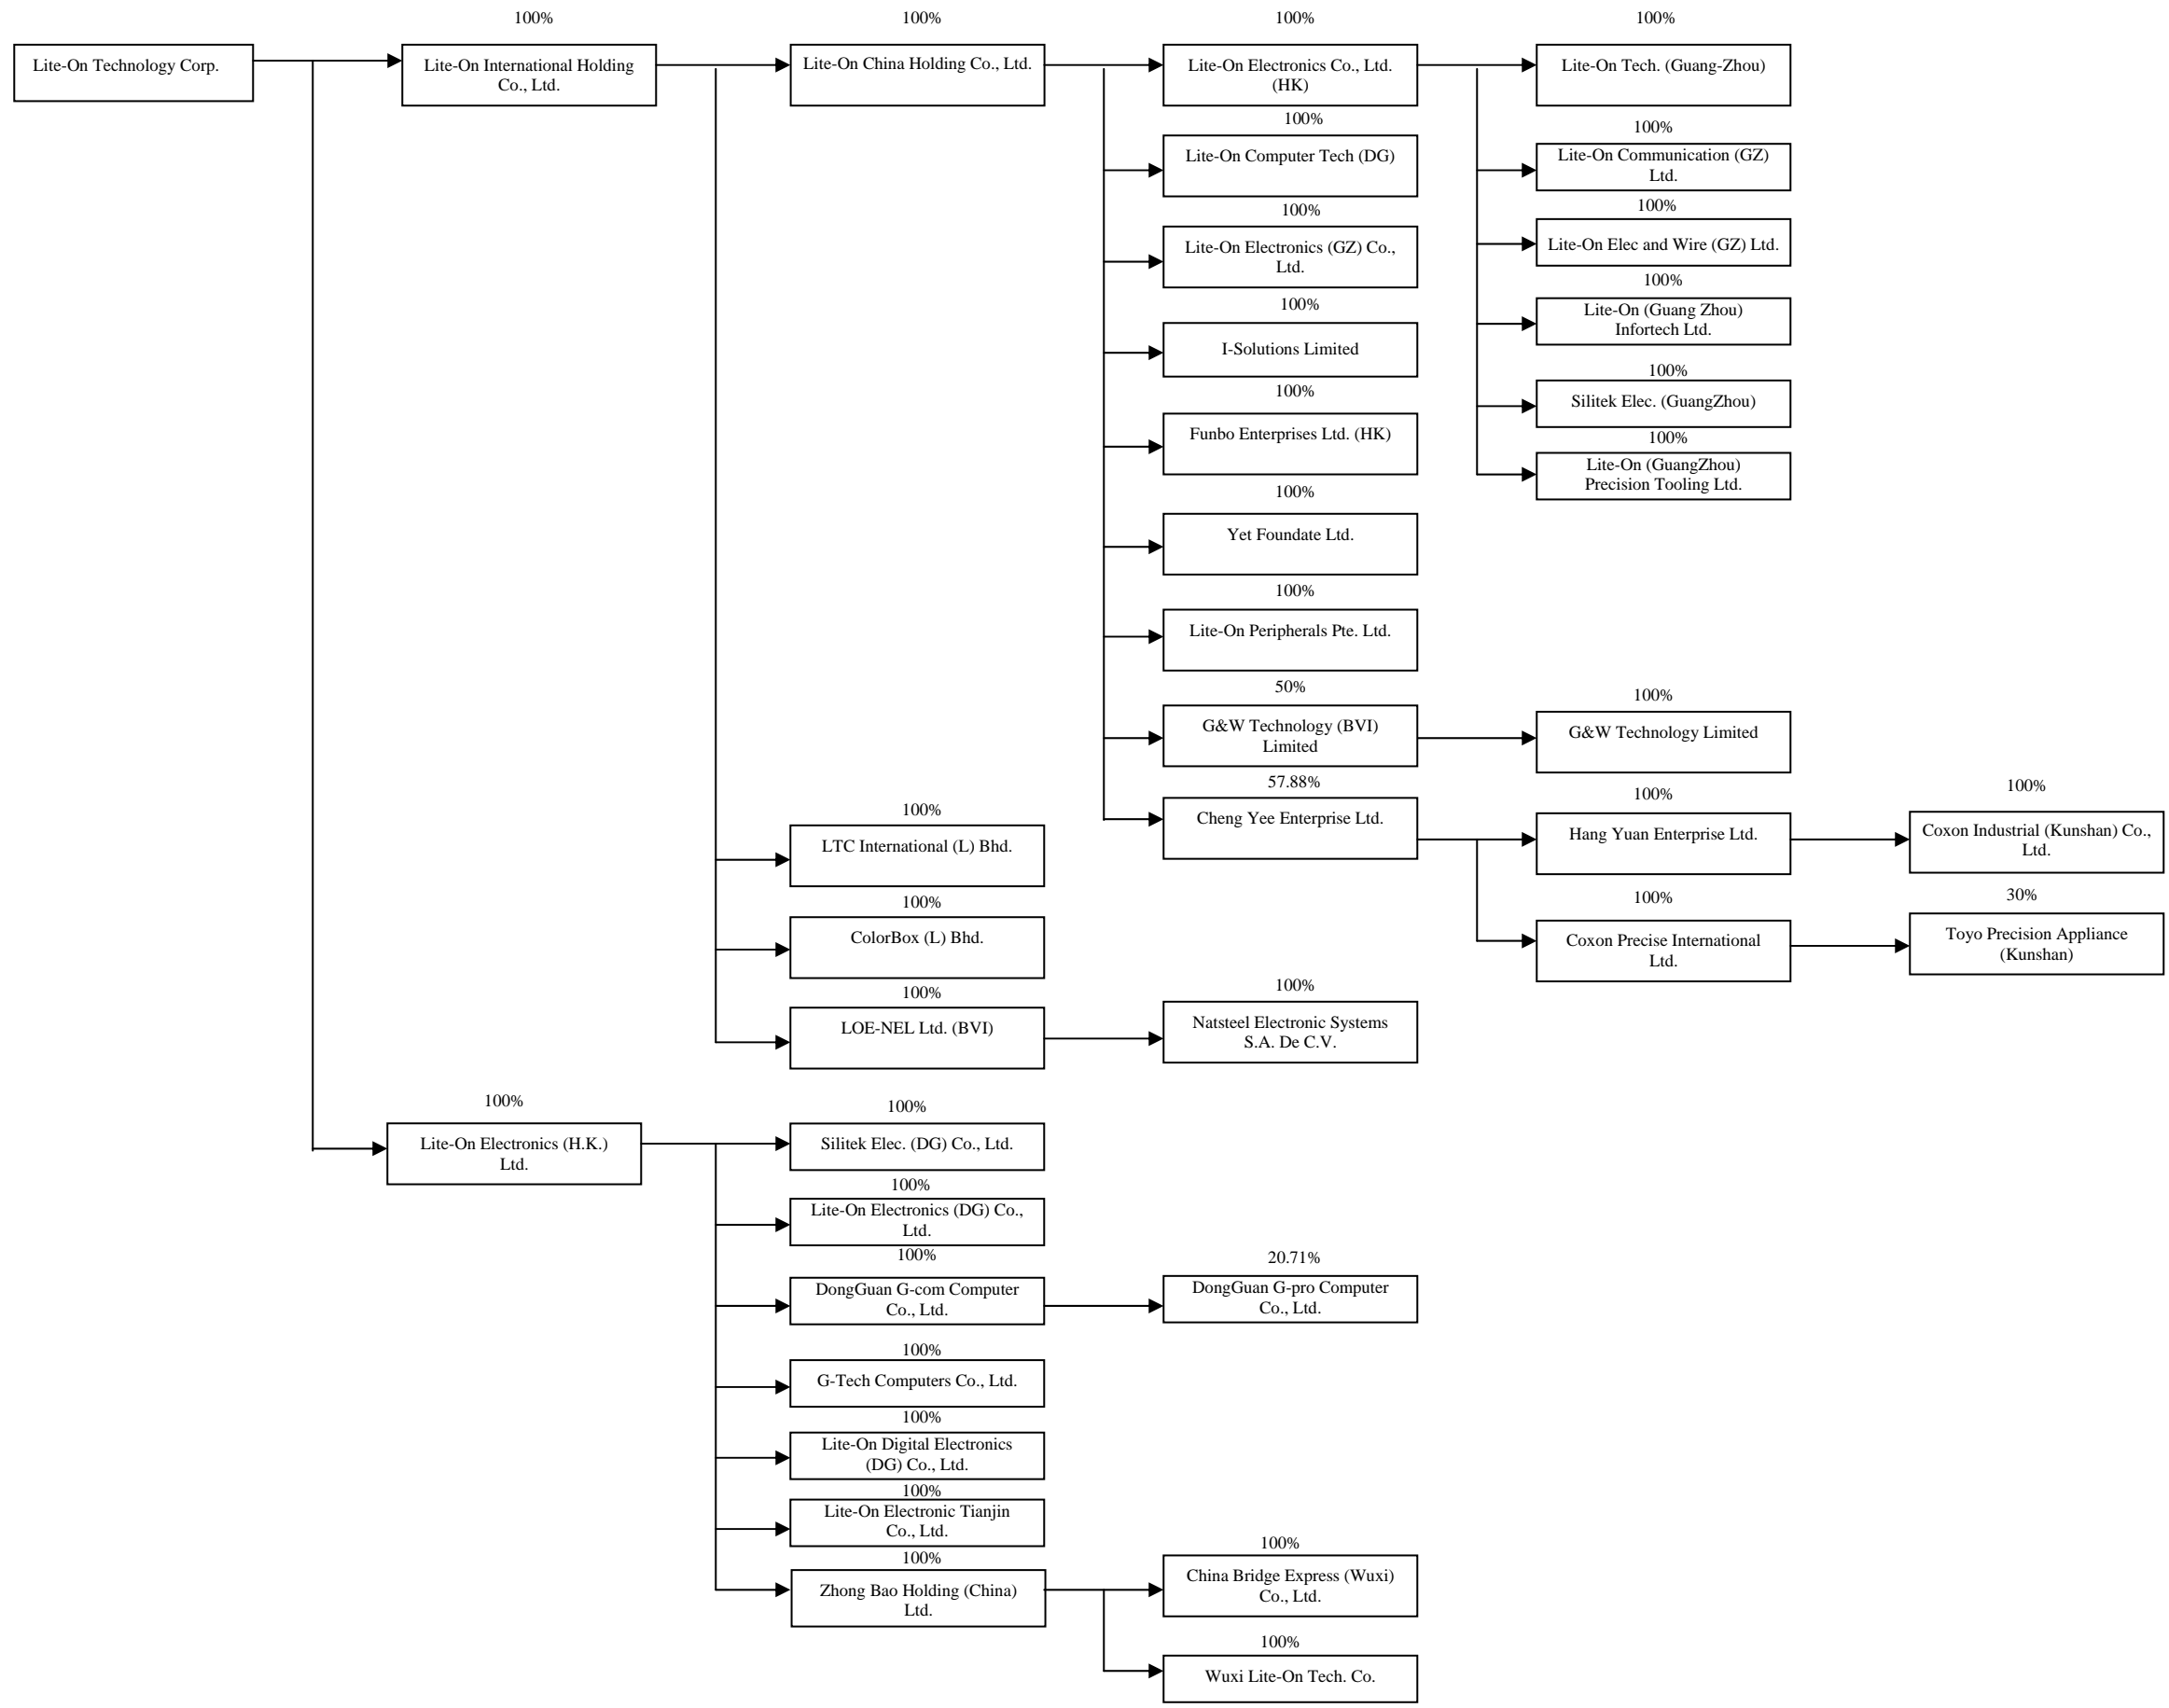 100%
100%
100%
100%
Lite-On Technology Corp.
Lite-On International Holding
Co., Ltd.
Lite-On China Holding Co., Ltd.
Lite-On Electronics Co., Ltd.
(HK)
Lite-On Tech. (Guang-Zhou)
100%
Lite-On Computer Tech (DG)
100%
Lite-On Communication (GZ)
Ltd.
100%
Lite-On Electronics (GZ) Co.,
Ltd.
100%
Lite-On Elec and Wire (GZ) Ltd.
100%
I-Solutions Limited
100%
Lite-On (Guang Zhou)
Infortech Ltd.
100%
Funbo Enterprises Ltd. (HK)
100%
Silitek Elec. (GuangZhou)
100%
Lite-On (GuangZhou)
Precision Tooling Ltd.
100%
Yet Foundate Ltd.
100%
Lite-On Peripherals Pte. Ltd.
50%
G&W Technology (BVI)
Limited
100%
G&W Technology Limited
57.88%
Cheng Yee Enterprise Ltd.
100%
Hang Yuan Enterprise Ltd.
100%
Coxon Industrial (Kunshan) Co.,
Ltd.
100%
LTC International (L) Bhd.
100%
Coxon Precise International
Ltd.
30%
Toyo Precision Appliance
(Kunshan)
100%
ColorBox (L) Bhd.
100%
LOE-NEL Ltd. (BVI)
100%
Natsteel Electronic Systems
S.A. De C.V.
100%
Lite-On Electronics (H.K.)
Ltd.
100%
Silitek Elec. (DG) Co., Ltd.
100%
Lite-On Electronics (DG) Co.,
Ltd.
100%
DongGuan G-com Computer
Co., Ltd.
20.71%
DongGuan G-pro Computer
Co., Ltd.
100%
G-Tech Computers Co., Ltd.
100%
Lite-On Digital Electronics
(DG) Co., Ltd.
100%
Lite-On Electronic Tianjin
Co., Ltd.
100%
Zhong Bao Holding (China)
Ltd.
100%
China Bridge Express (Wuxi)
Co., Ltd.
100%
Wuxi Lite-On Tech. Co.